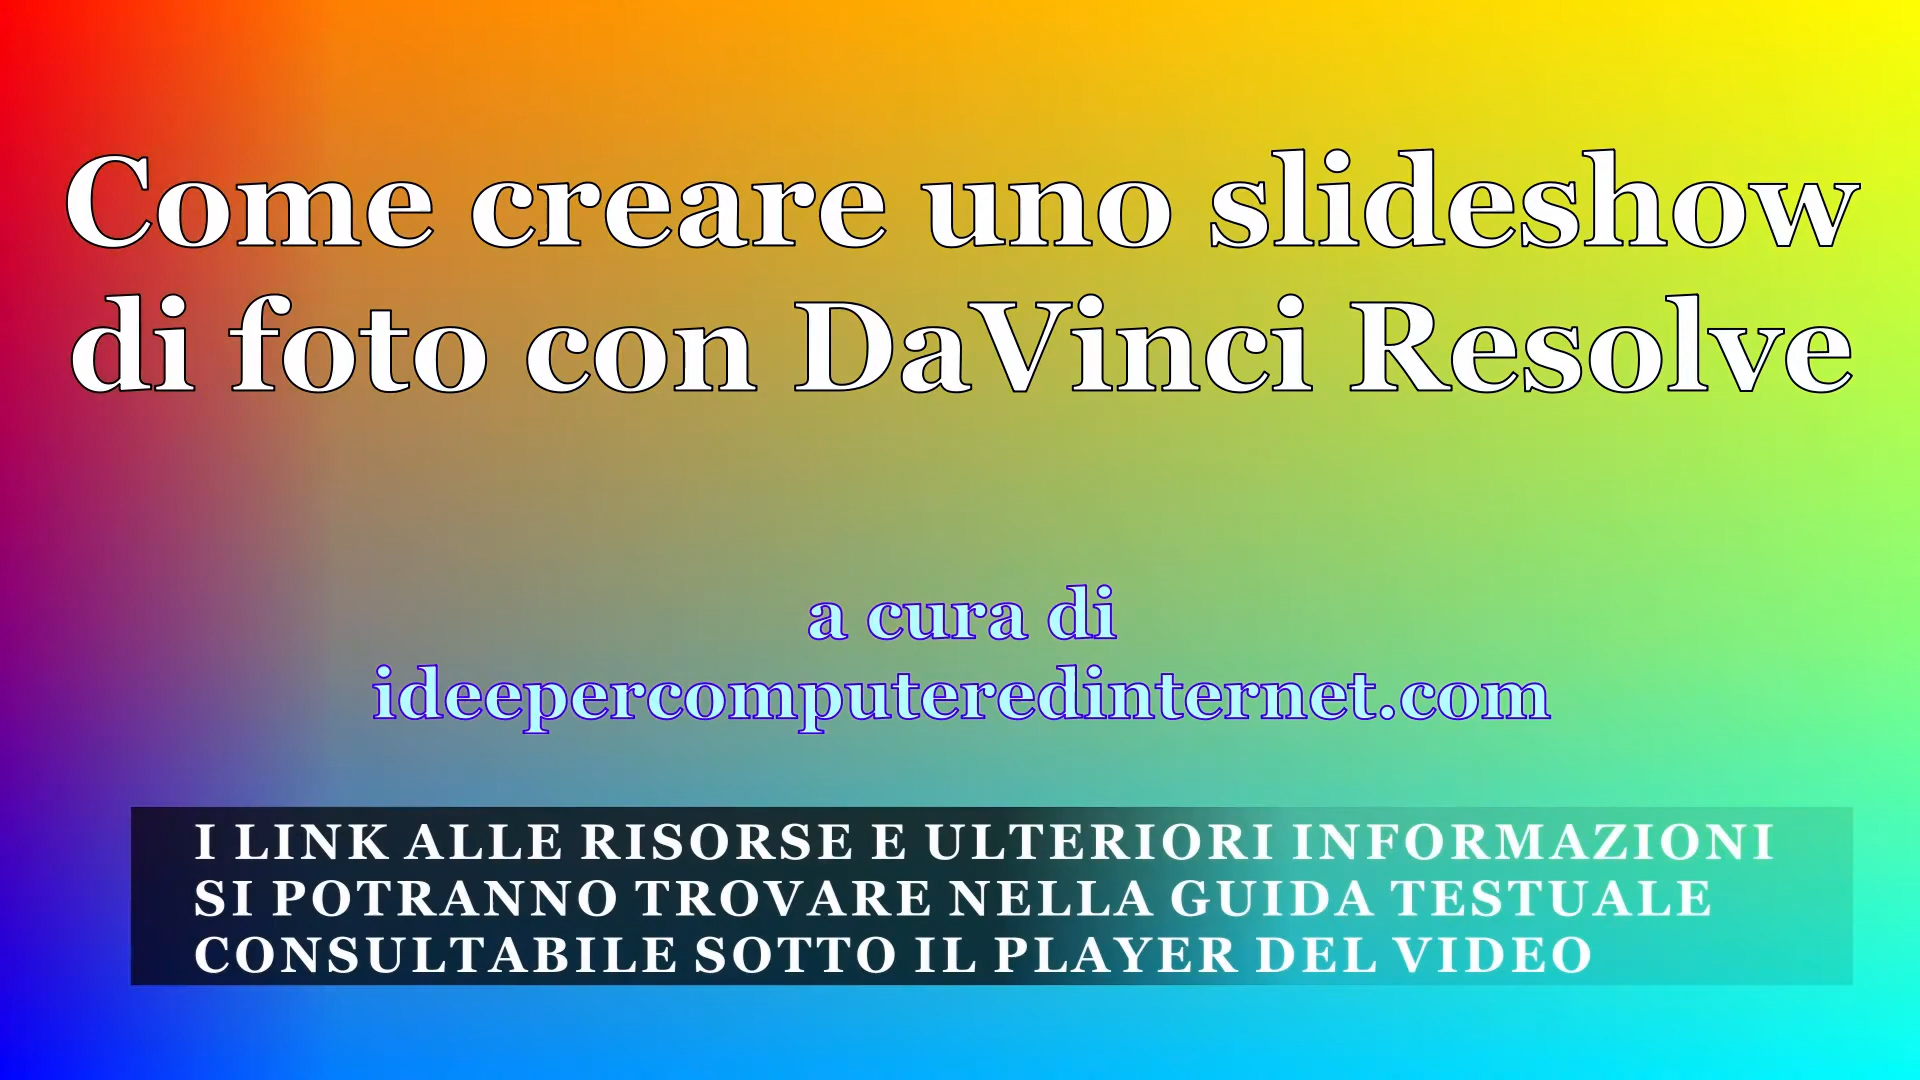 Come creare uno slideshow
di foto con DaVinci Resolve
a cura di
ideepercomputeredinternet.com
I LINK ALLE RISORSE E ULTERIORI INFORMAZIONI
SI POTRANNO TROVARE NELLA GUIDA TESTUALE
CONSULTABILE SOTTO IL PLAYER DEL VIDEO